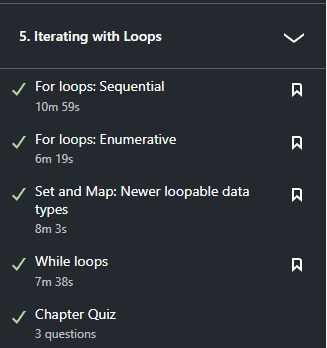 5. Iterating with Loops
For loops: Sequential
10m 59s
For loops: Enumerative
6m 19s
Set and Map: Newer loopable data
types
8m 3s
While loops
7m 38s
Chapter Quiz
3 questions